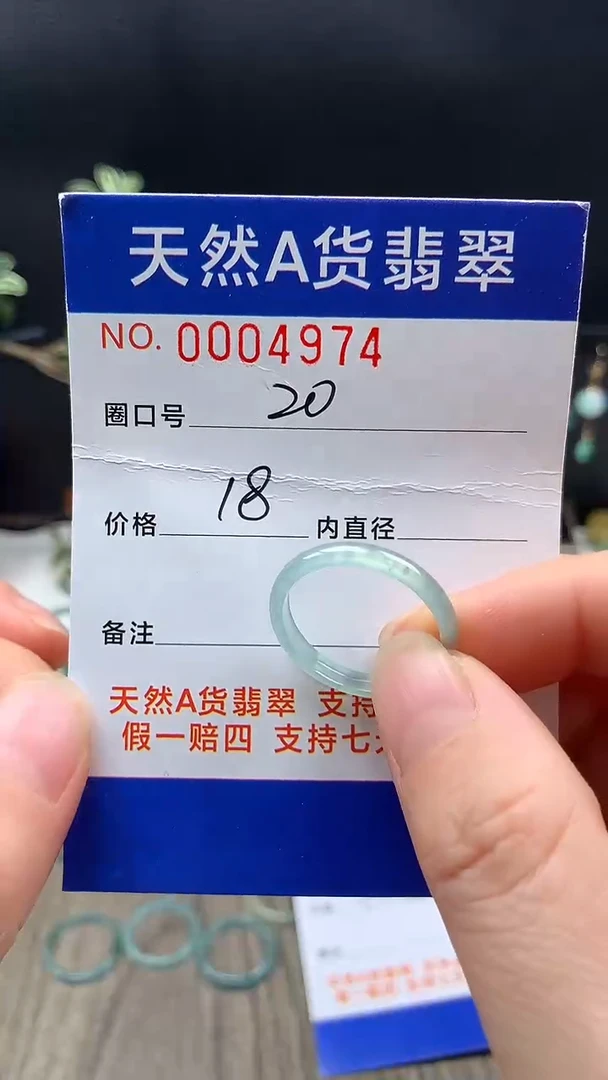 天然A货翡翠
NO. 0004974
圈口号 20
价格 18 内直径
备注
天然A货翡翠 支持
假一赔四 支持七